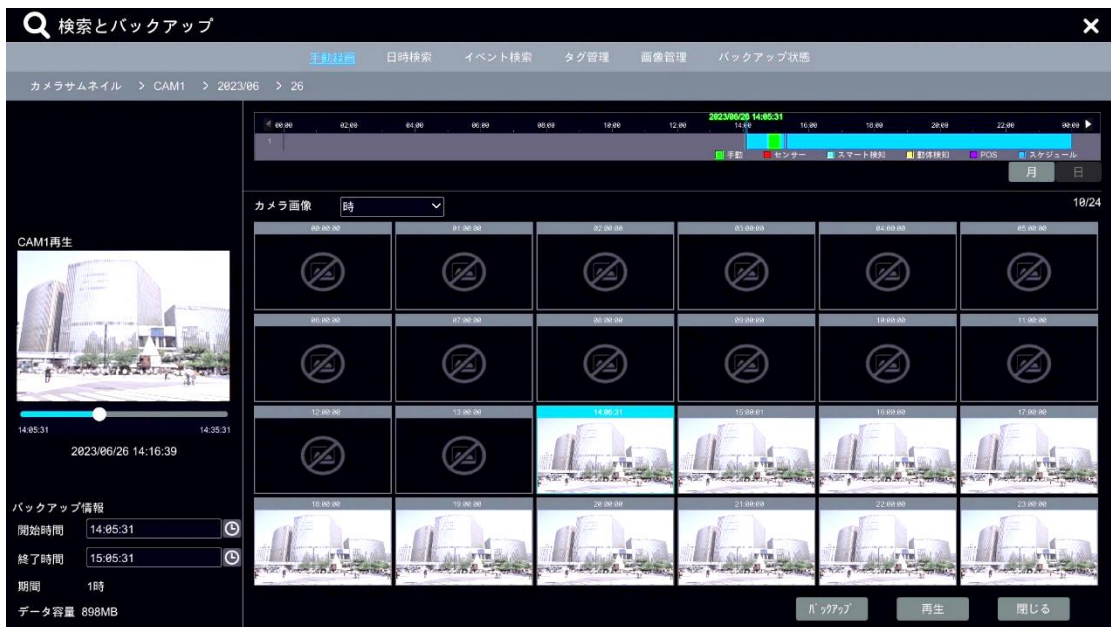 検索とバックアップ
手動録画 日時検索 イベント検索 タグ管理 画像管理 バックアップ状態
カメラサムネイル > CAM1 > 2023/06 > 26
2023/06/26 14:05:31
00:00 02:00 04:00 06:00 08:00 10:00 12:00 14:00 16:00 18:00 20:00 22:00 00:00
1
手動 センサー スマート検知 動体検知 POS スケジュール
月 日
カメラ画像 時 10/24
00:00:00 01:00:00 02:00:00 03:00:00 04:00:00 05:00:00
06:00:00 07:00:00 08:00:00 09:00:00 10:00:00 11:00:00
12:00:00 13:00:00 14:05:31 15:00:01 16:00:00 17:00:00
18:00:00 19:00:00 20:00:00 21:00:00 22:00:00 23:00:00
CAM1再生
14:05:31 14:35:31
2023/06/26 14:16:39
バックアップ情報
開始時間 14:05:31
終了時間 15:05:31
期間 1時
データ容量 898MB
バックアップ 再生 閉じる